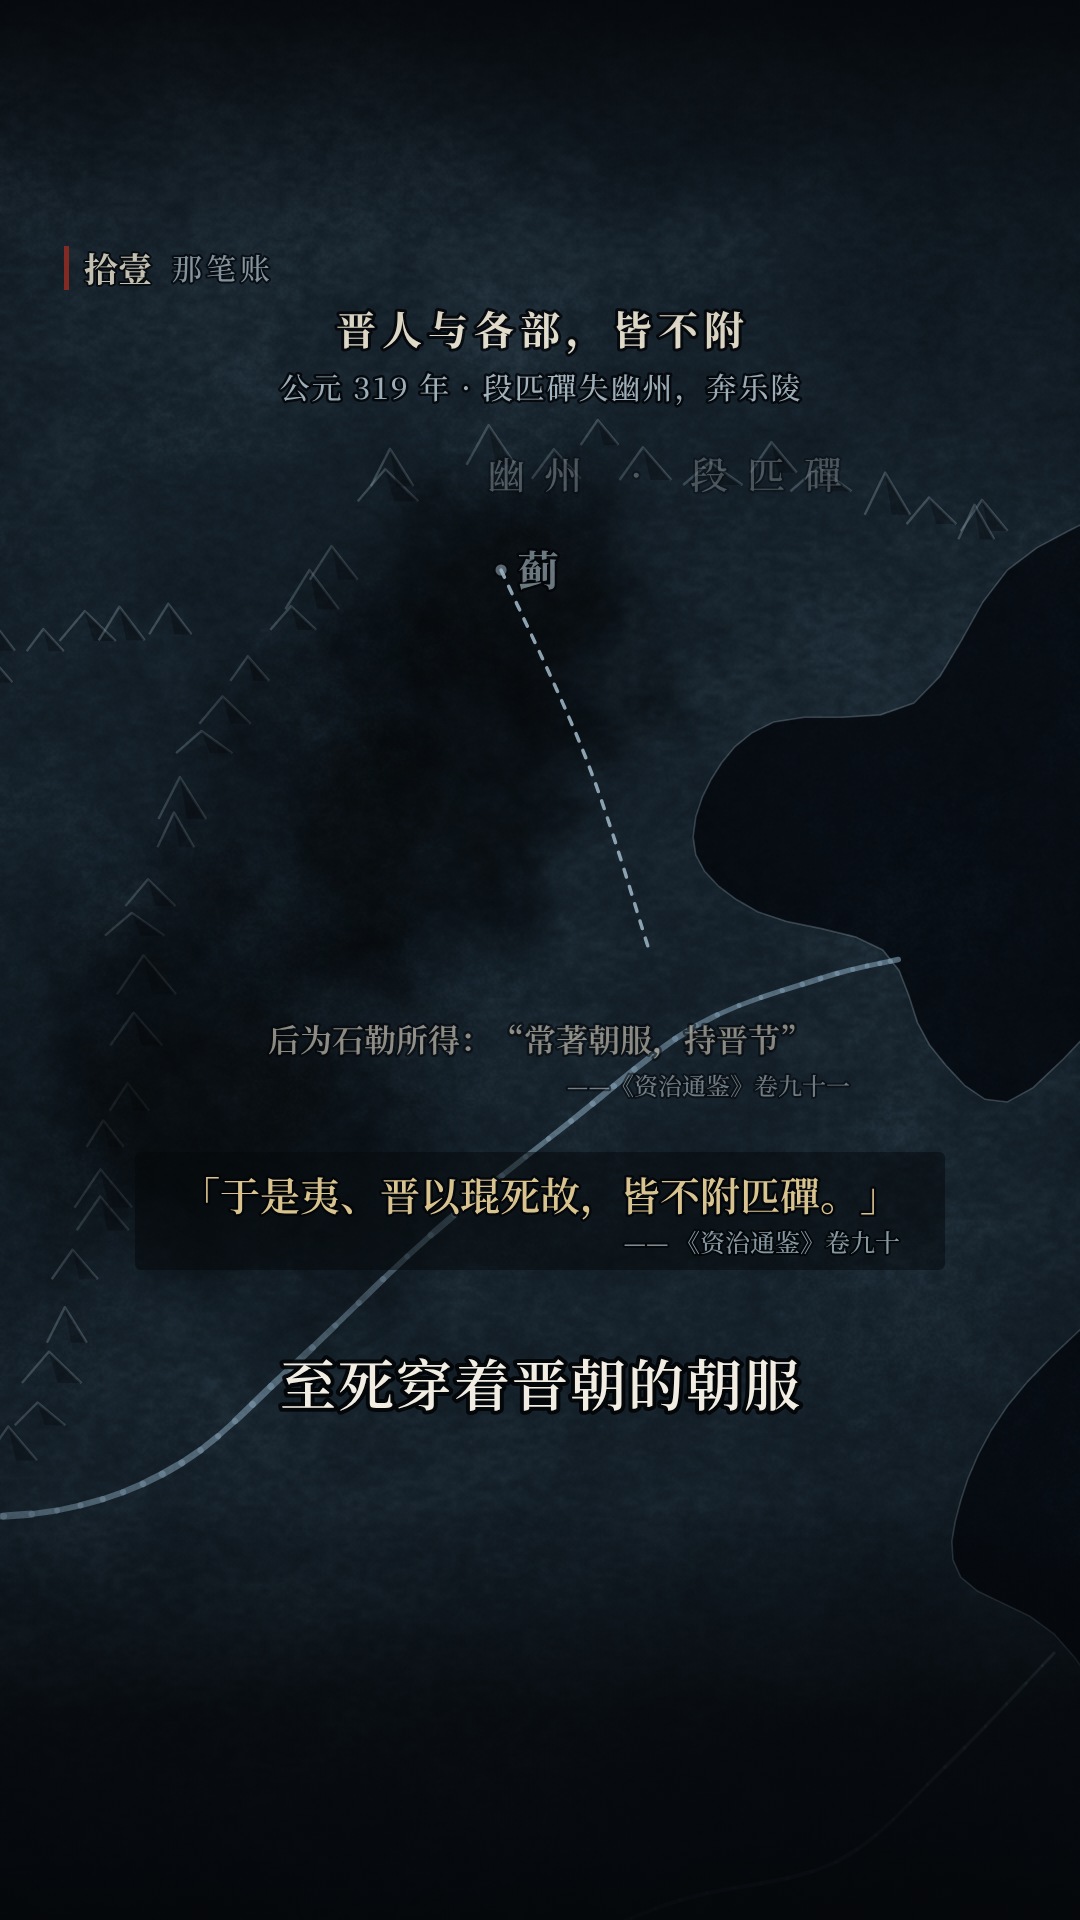 拾壹 那笔账
晋人与各部，皆不附
公元 319 年 · 段匹磾失幽州，奔乐陵
幽州 · 段匹磾
蓟
后为石勒所得：“常著朝服，持晋节”
——《资治通鉴》卷九十一
「于是夷、晋以琨死故，皆不附匹磾。」
—— 《资治通鉴》卷九十
至死穿着晋朝的朝服